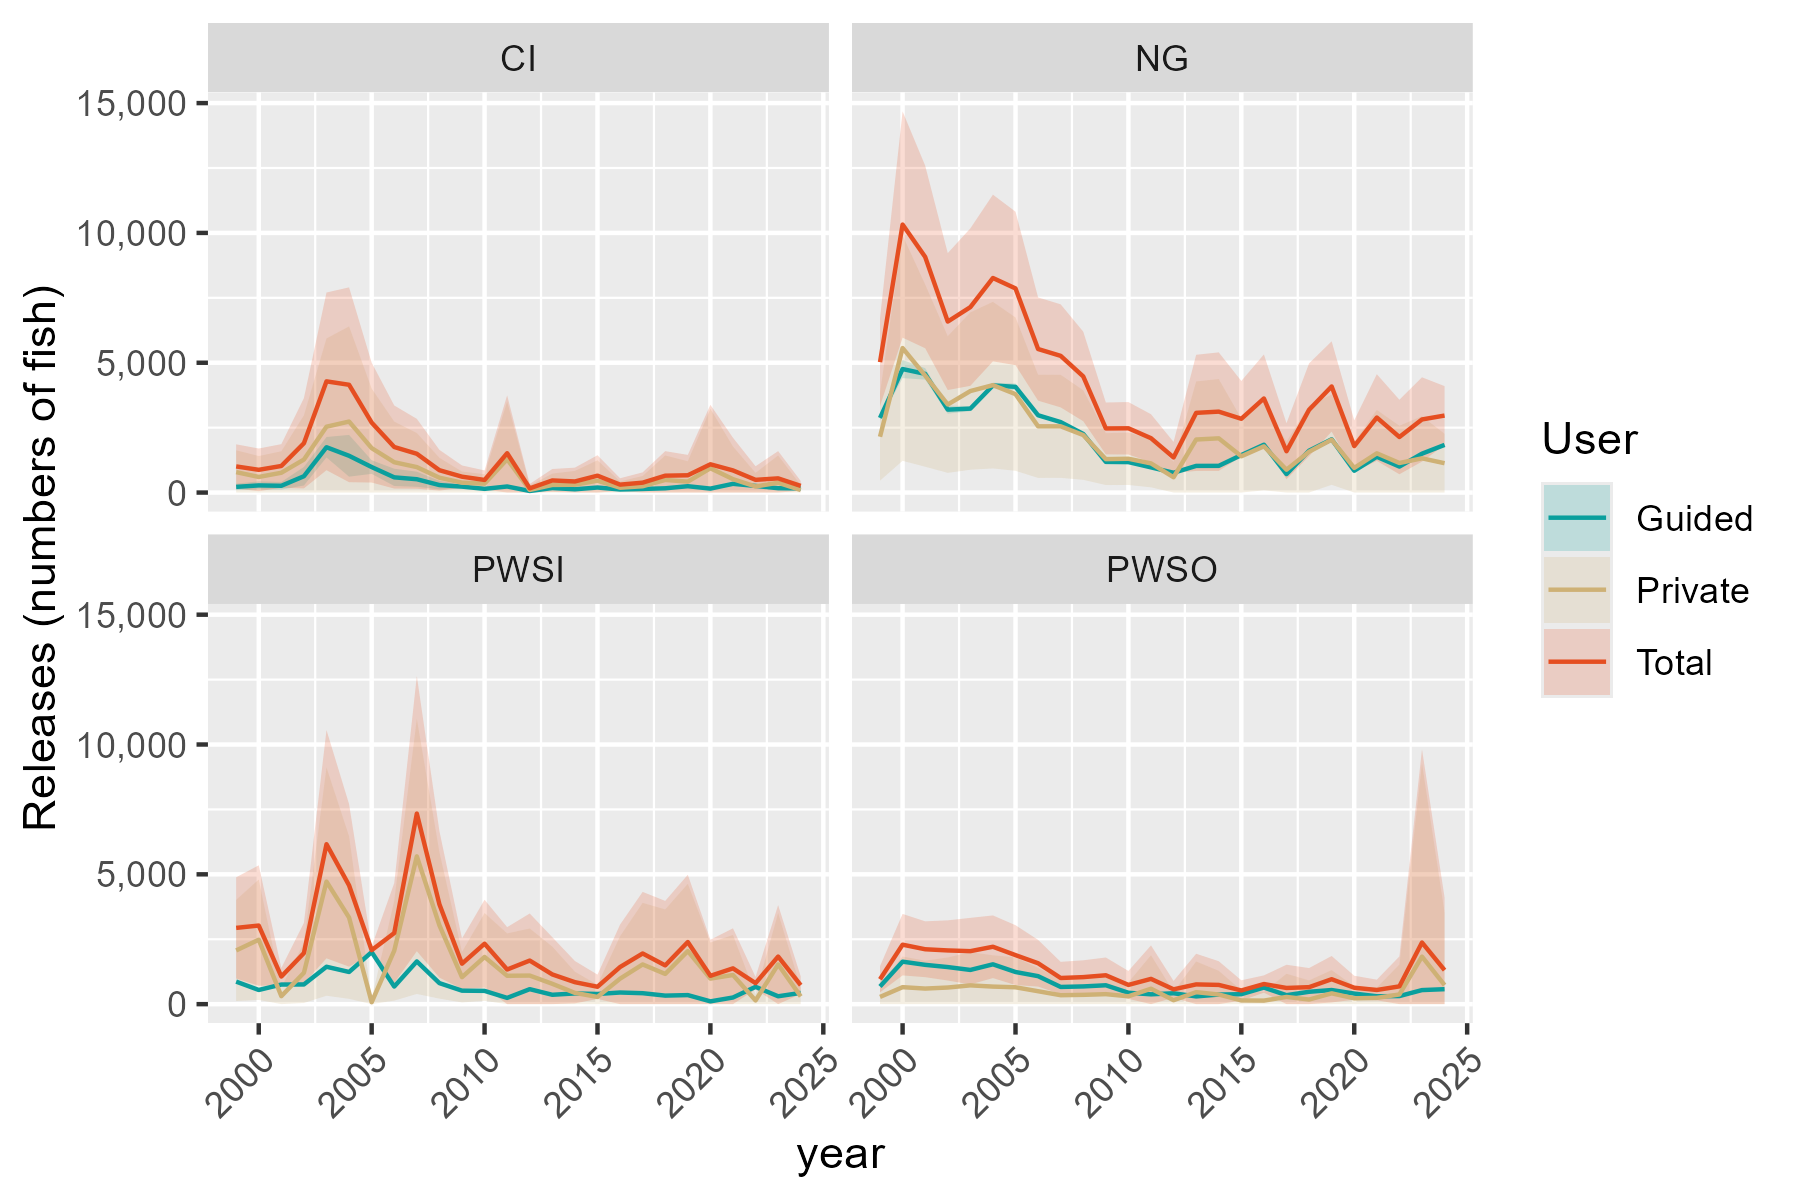 CI
NG
15,000
10,000
5,000
0
PWSI
PWSO
15,000
10,000
5,000
0
2000
2005
2010
2015
2020
2025
2000
2005
2010
2015
2020
2025
year
Releases (numbers of fish)
User
Guided
Private
Total